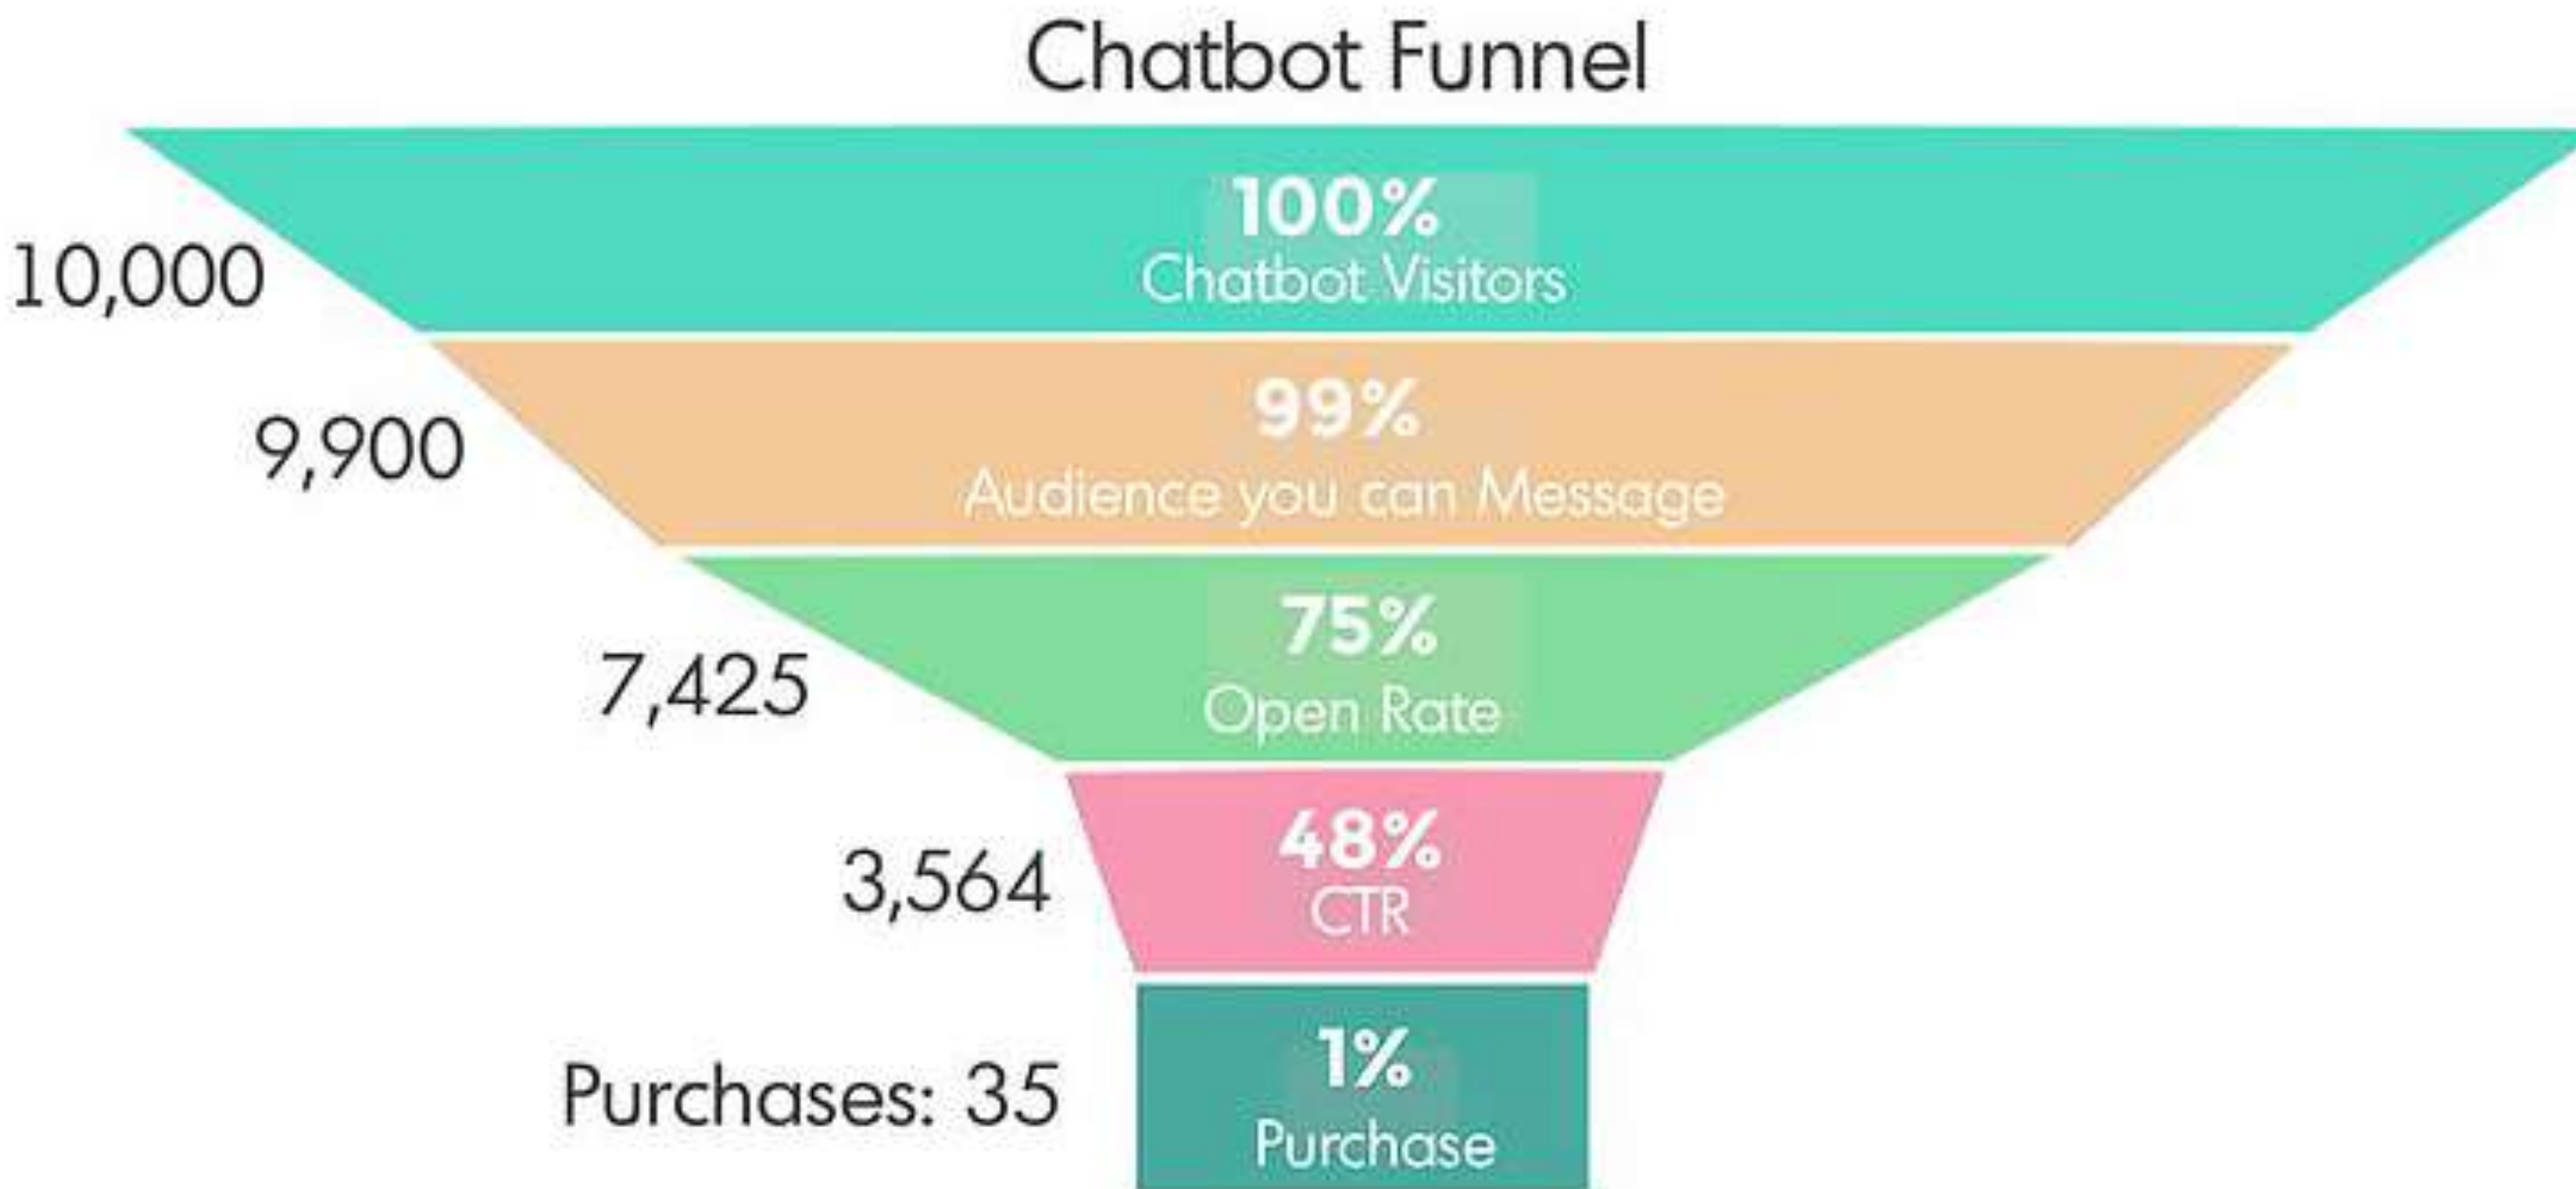 Chatbot Funnel
100%
Chatbot Visitors
10,000
99%
Audience you can Message
9,900
75%
Open Rate
7,425
48%
CTR
3,564
1%
Purchase
Purchases: 35